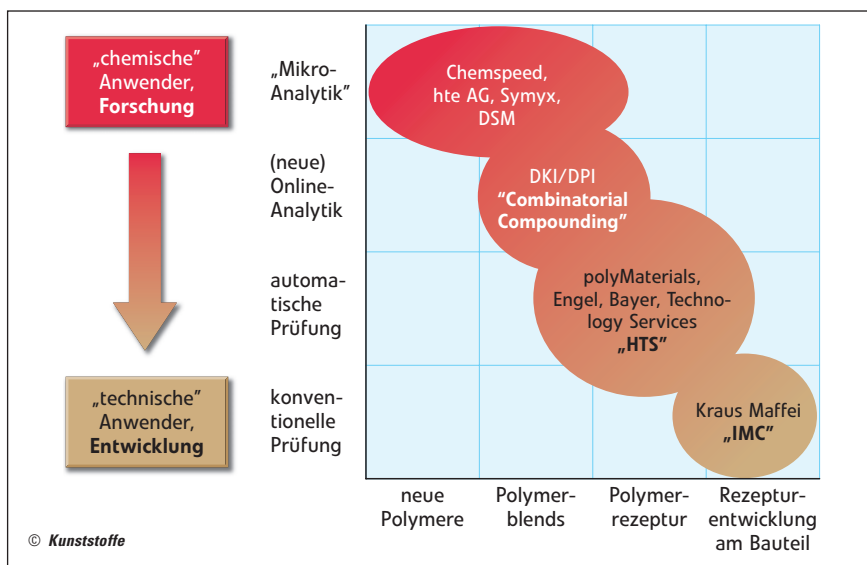 „chemische”
Anwender,
Forschung
„technische”
Anwender,
Entwicklung
„Mikro-
Analytik”
(neue)
Online-
Analytik
automa-
tische
Prüfung
konven-
tionelle
Prüfung
Chemspeed,
hte AG, Symyx,
DSM
DKI/DPI
“Combinatorial
Compounding”
polyMaterials,
Engel, Bayer, Techno-
logy Services
„HTS”
Kraus Maffei
„IMC”
neue
Polymere
Polymer-
blends
Polymer-
rezeptur
Rezeptur-
entwicklung
am Bauteil
© Kunststoffe